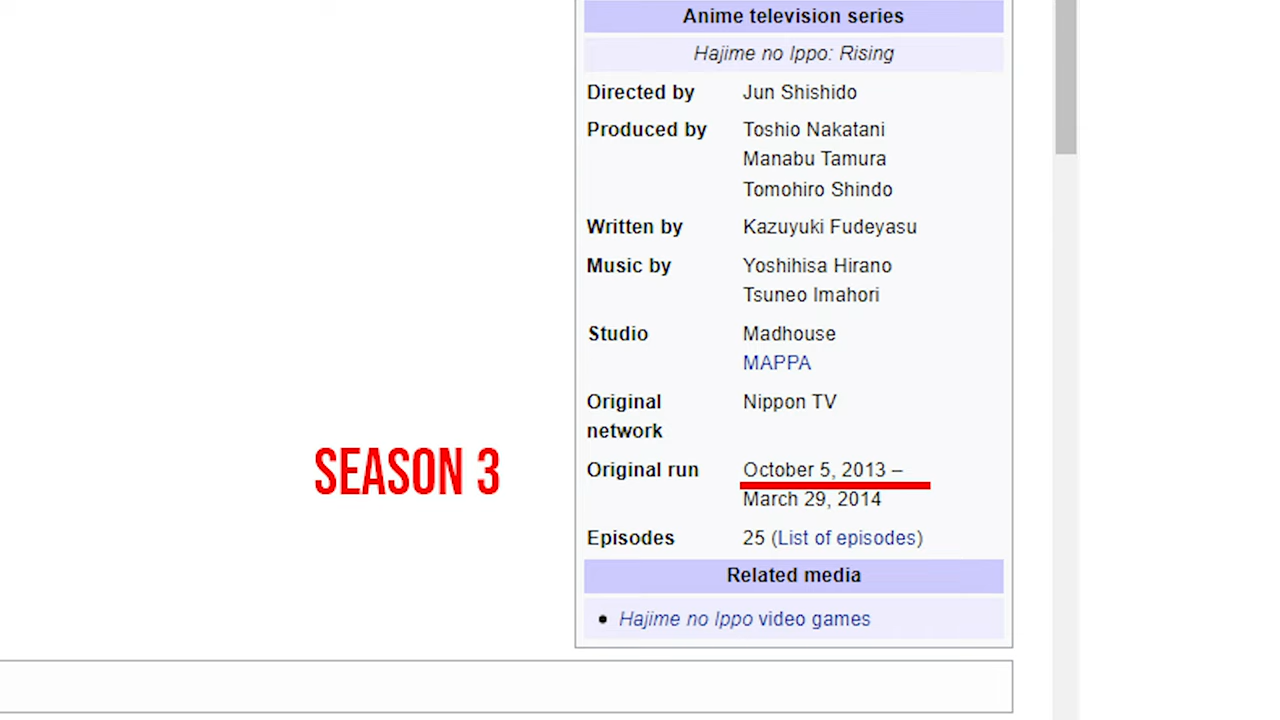 Anime television series
Hajime no Ippo: Rising
Directed by Jun Shishido
Produced by Toshio Nakatani
Manabu Tamura
Tomohiro Shindo
Written by Kazuyuki Fudeyasu
Music by Yoshihisa Hirano
Tsuneo Imahori
Studio Madhouse
MAPPA
Original Nippon TV
network
SEASON 3
Original run October 5, 2013 –
March 29, 2014
Episodes 25 (List of episodes)
Related media
• Hajime no Ippo video games